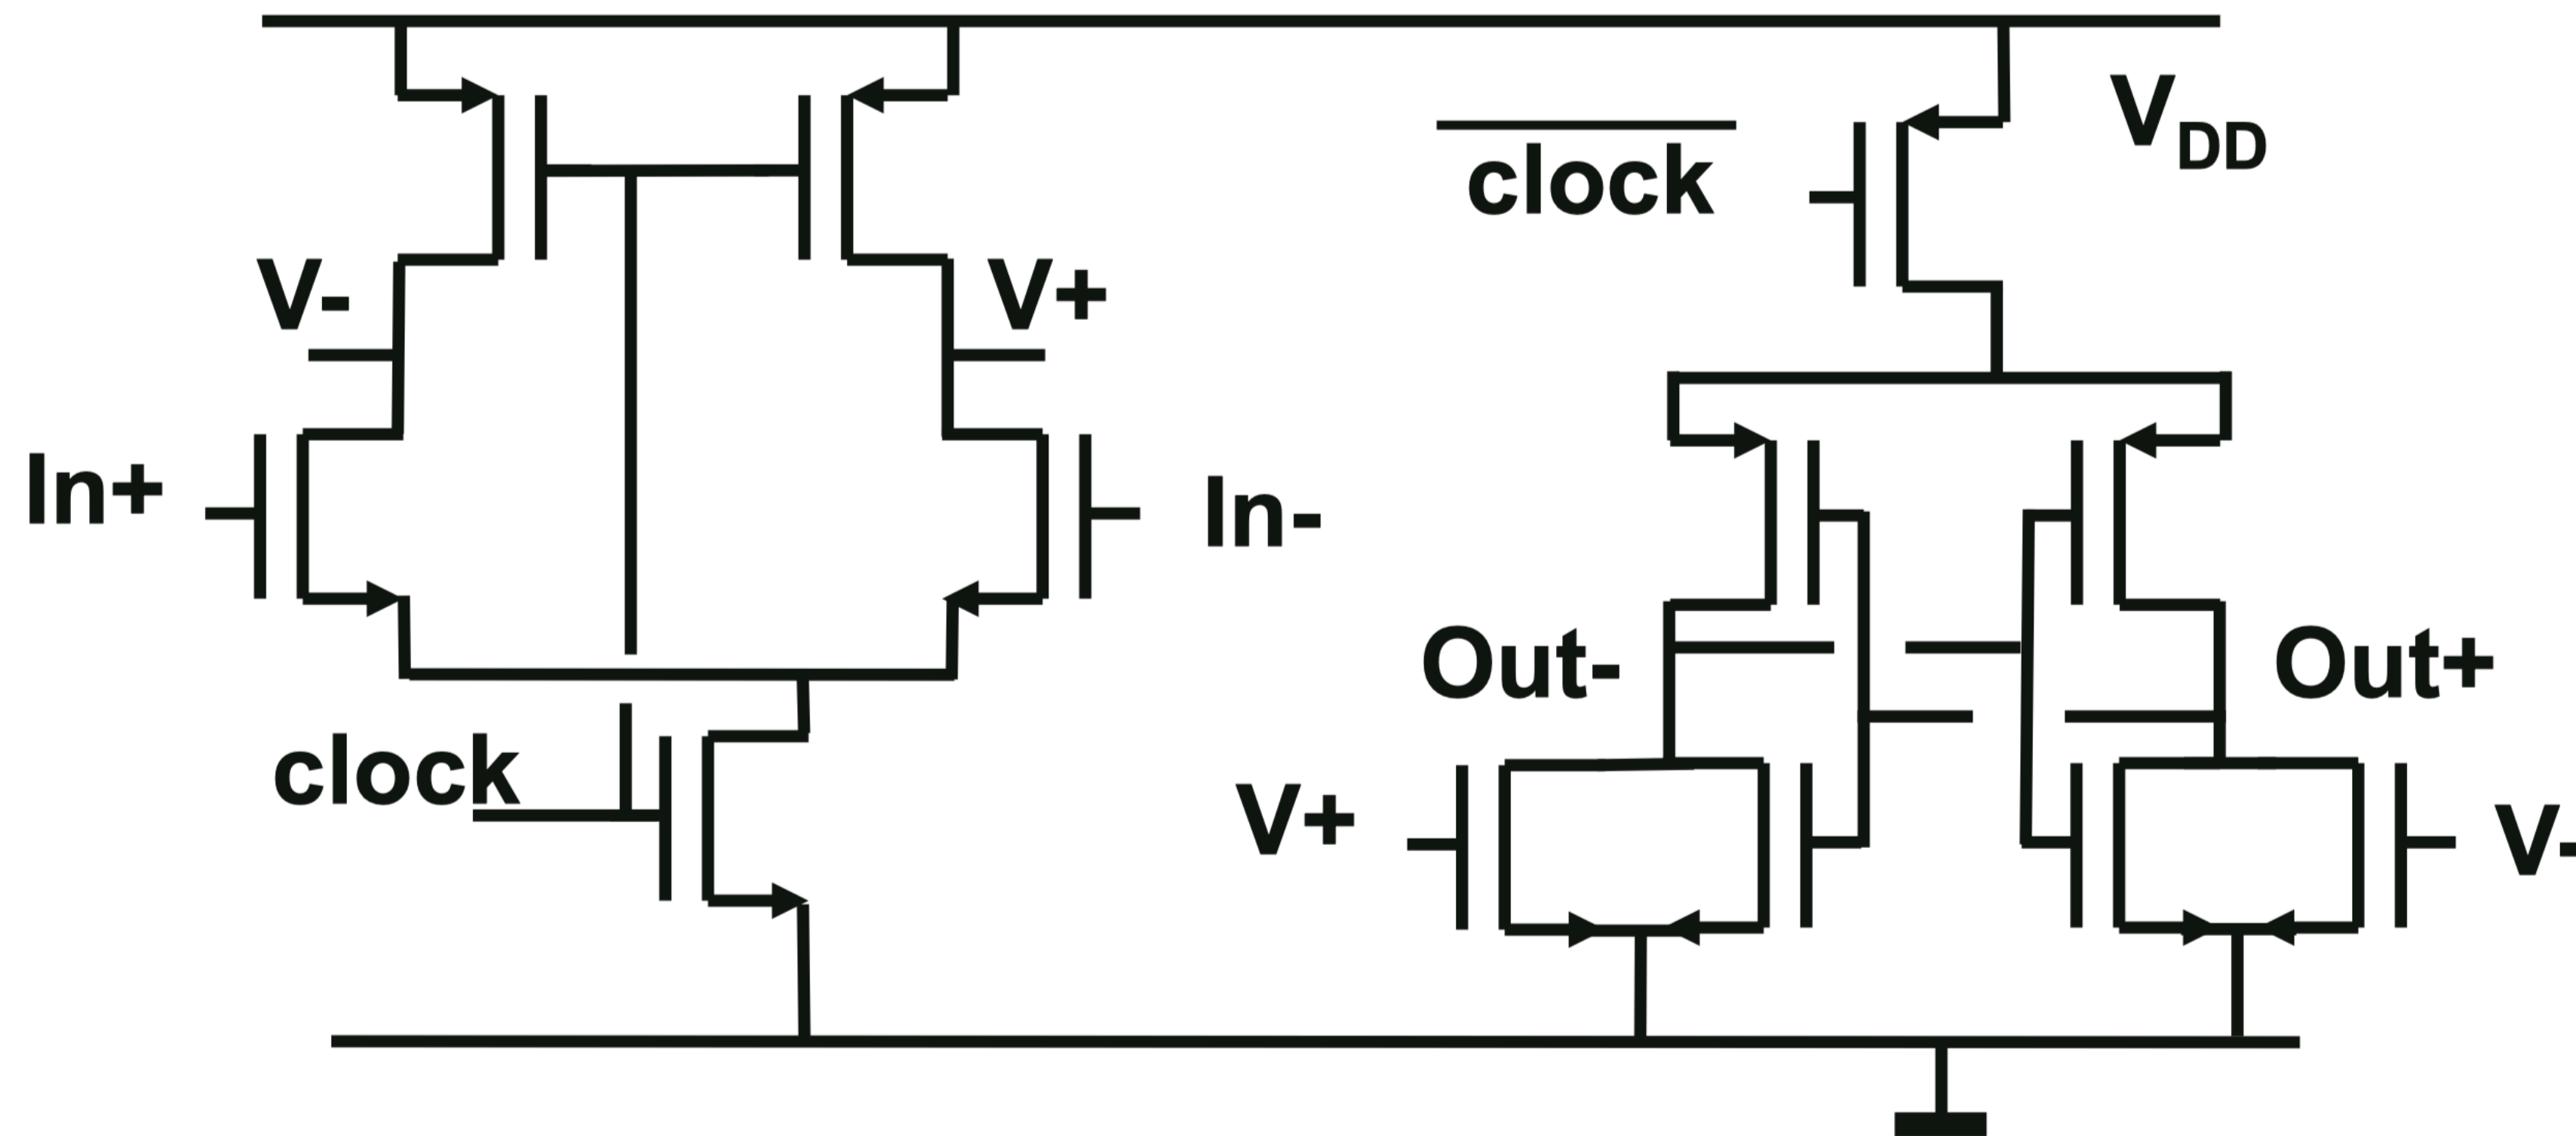 V_DD
clock
V-
V+
In+
In-
Out-
Out+
clock
V+
V-